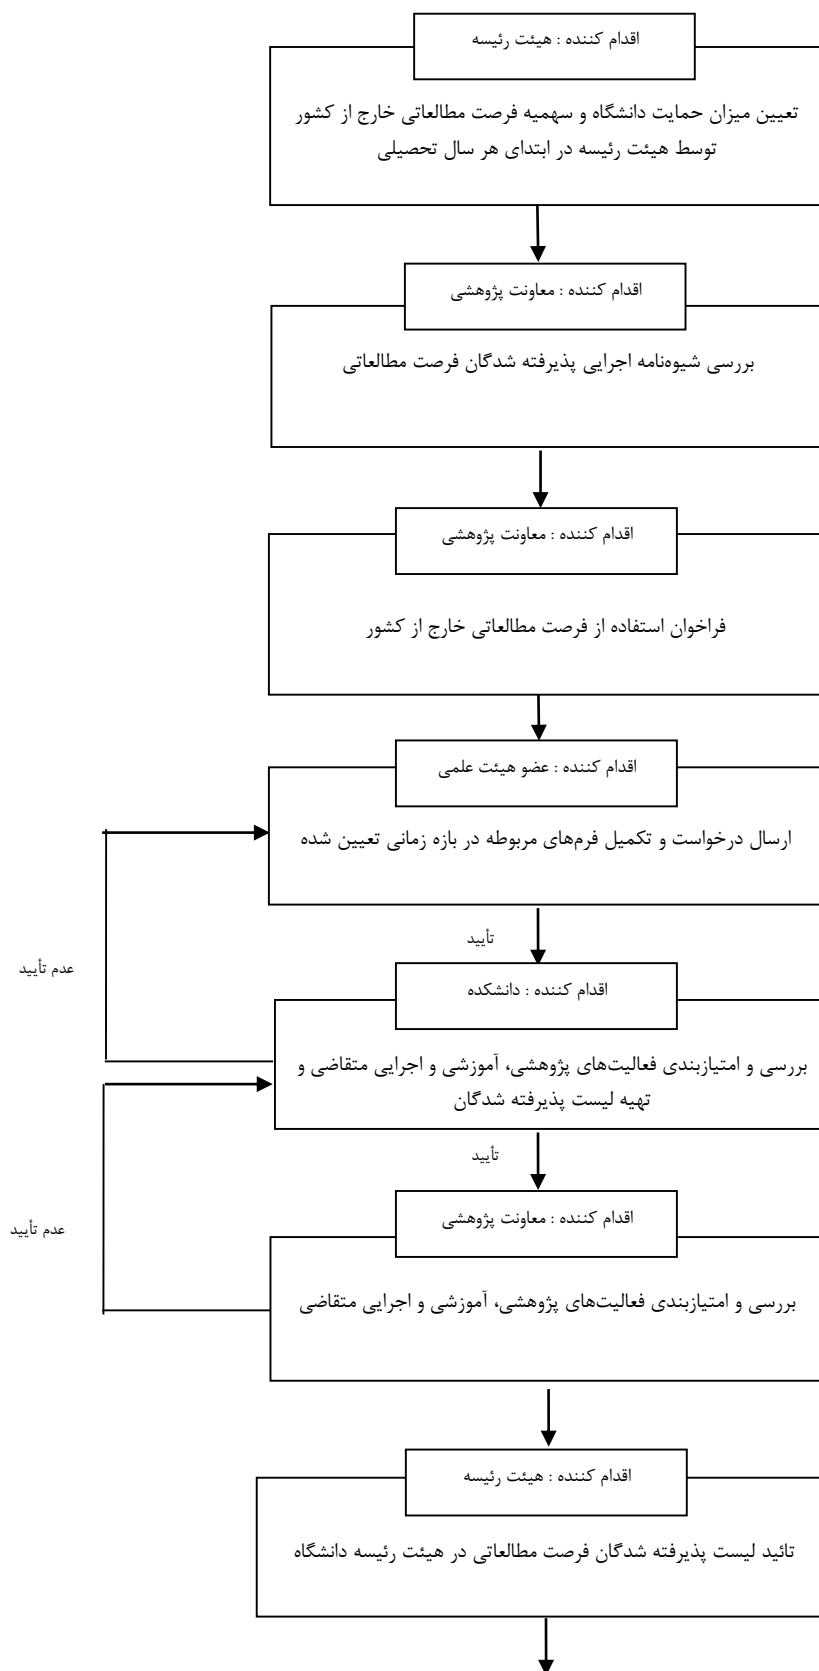 اقدام کننده : هیئت رئیسه
تعیین میزان حمایت دانشگاه و سهمیه فرصت مطالعاتی خارج از کشور
توسط هیئت رئیسه در ابتدای هر سال تحصیلی
اقدام کننده : معاونت پژوهشی
بررسی شیوه‌نامه اجرایی پذیرفته شدگان فرصت مطالعاتی
اقدام کننده : معاونت پژوهشی
فراخوان استفاده از فرصت مطالعاتی خارج از کشور
اقدام کننده : عضو هیئت علمی
ارسال درخواست و تکمیل فرم‌های مربوطه در بازه زمانی تعیین شده
تأیید
عدم تأیید
اقدام کننده : دانشکده
بررسی و امتیازبندی فعالیت‌های پژوهشی، آموزشی و اجرایی متقاضی و
تهیه لیست پذیرفته شدگان
تأیید
عدم تأیید
اقدام کننده : معاونت پژوهشی
بررسی و امتیازبندی فعالیت‌های پژوهشی، آموزشی و اجرایی متقاضی
اقدام کننده : هیئت رئیسه
تائید لیست پذیرفته شدگان فرصت مطالعاتی در هیئت رئیسه دانشگاه